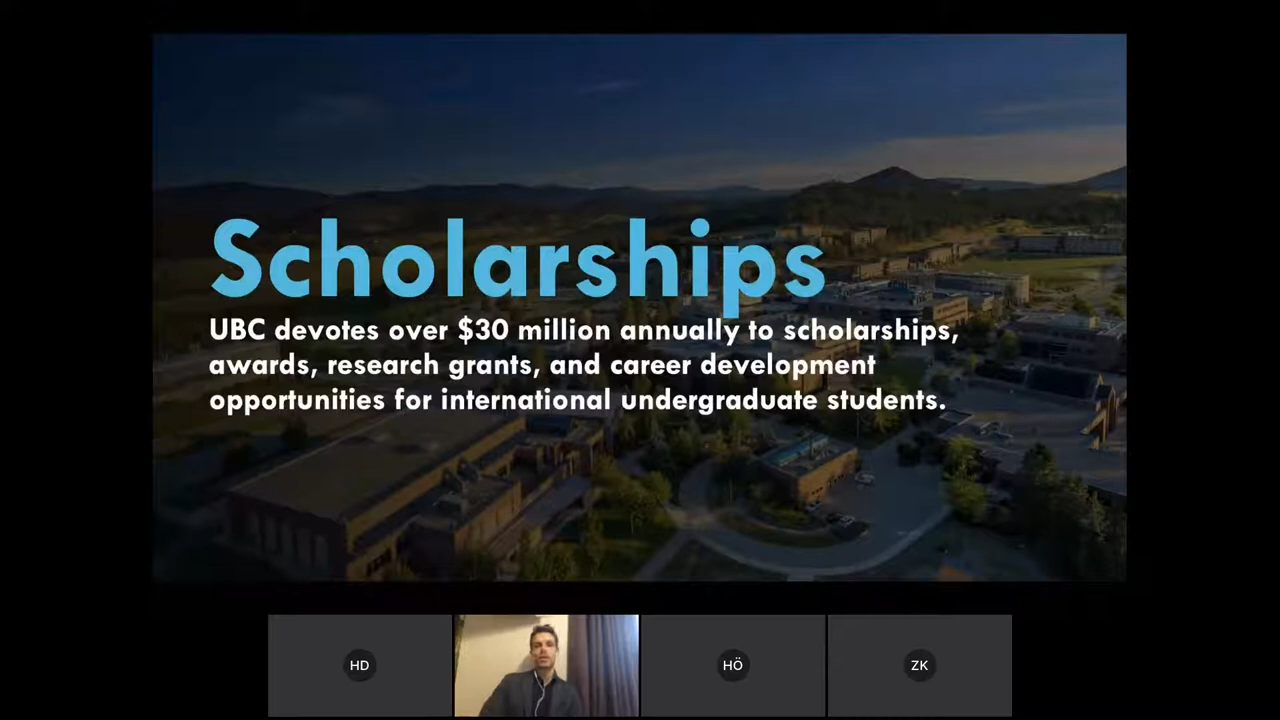 Scholarships
UBC devotes over $30 million annually to scholarships,
awards, research grants, and career development
opportunities for international undergraduate students.
HD
HÖ
ZK